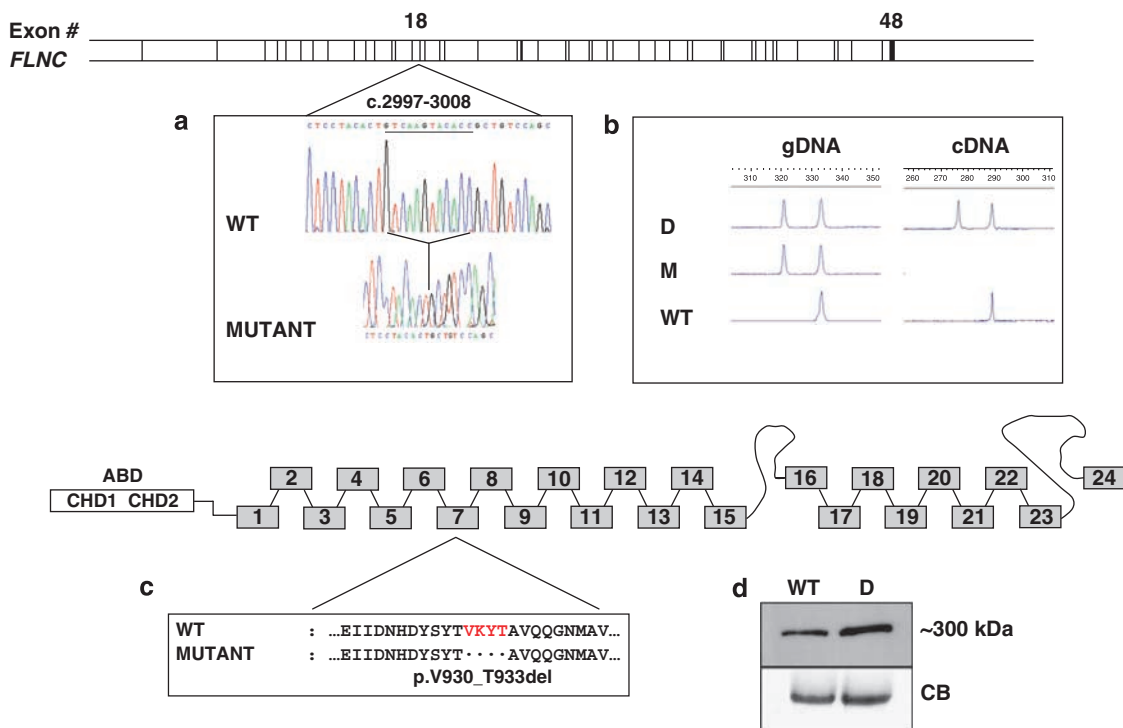 Exon # 18 48
FLNC
c.2997-3008
a
CTCCTACACTGTCAAGTACACCGCTGTCCAGC
WT
MUTANT
CTCCTACACTGCTGTCCAGC
b
gDNA cDNA
310 320 330 340 350 260 270 280 290 300 310
D
M
WT
ABD
CHD1 CHD2
2 4 6 8 10 12 14 16 18 20 22 24
1 3 5 7 9 11 13 15 17 19 21 23
c
WT : ...EIIDNHDYSYTVKYTAVQQGNMAV...
MUTANT : ...EIIDNHDYSYT····AVQQGNMAV...
p.V930_T933del
d
WT D
~300 kDa
CB